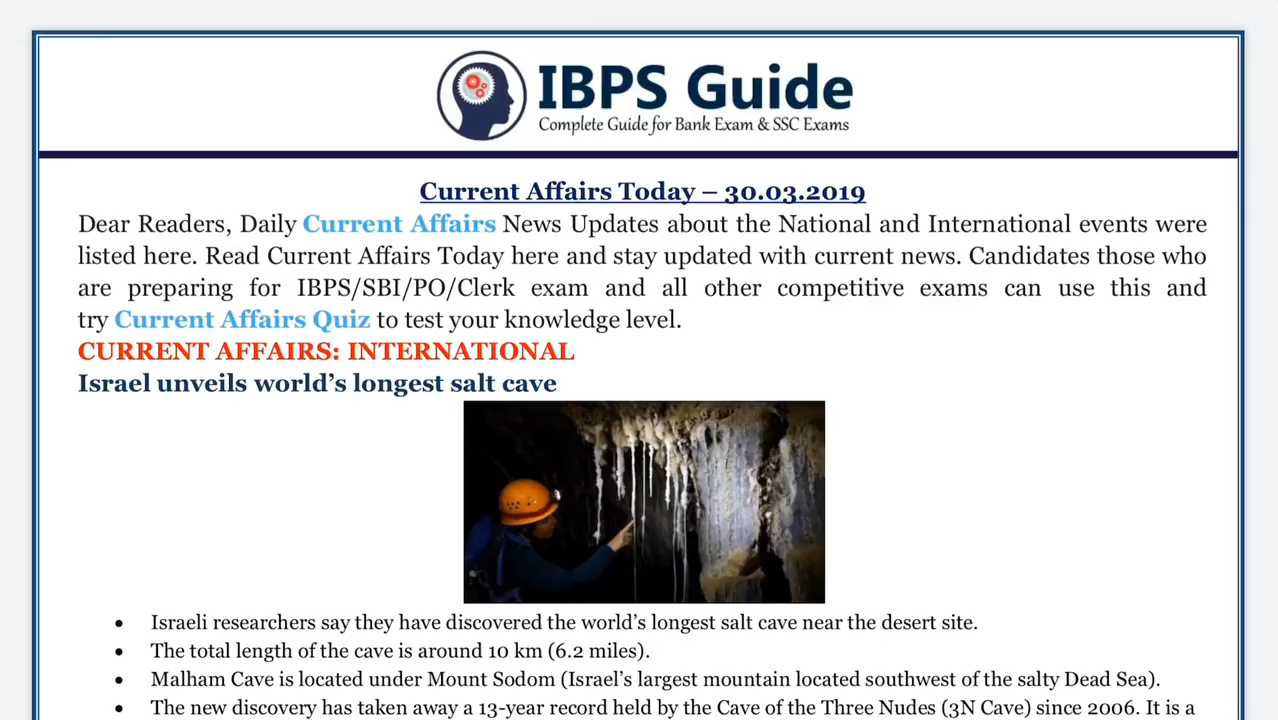 IBPS Guide
Complete Guide for Bank Exam & SSC Exams
Current Affairs Today – 30.03.2019
Dear Readers, Daily Current Affairs News Updates about the National and International events were
listed here. Read Current Affairs Today here and stay updated with current news. Candidates those who
are preparing for IBPS/SBI/PO/Clerk exam and all other competitive exams can use this and
try Current Affairs Quiz to test your knowledge level.
CURRENT AFFAIRS: INTERNATIONAL
Israel unveils world’s longest salt cave
• Israeli researchers say they have discovered the world’s longest salt cave near the desert site.
• The total length of the cave is around 10 km (6.2 miles).
• Malham Cave is located under Mount Sodom (Israel’s largest mountain located southwest of the salty Dead Sea).
• The new discovery has taken away a 13-year record held by the Cave of the Three Nudes (3N Cave) since 2006. It is a